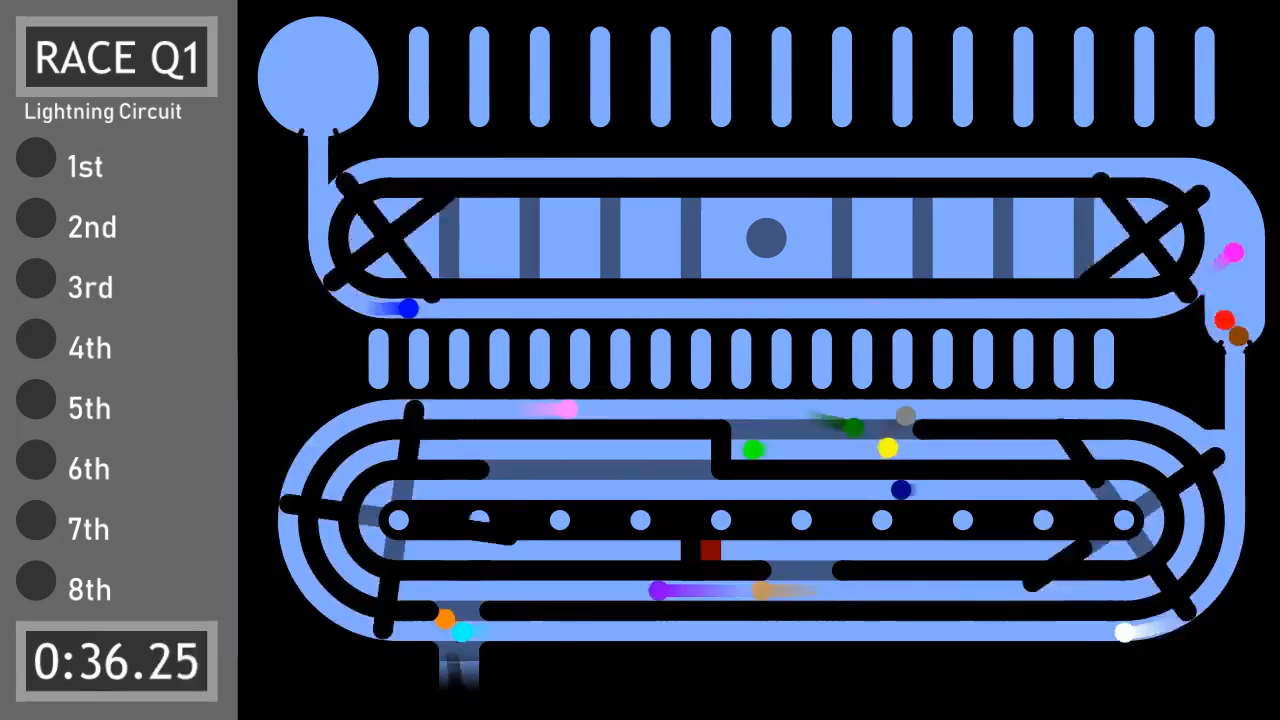 RACE Q1
Lightning Circuit
1st
2nd
3rd
4th
5th
6th
7th
8th
0:36.25